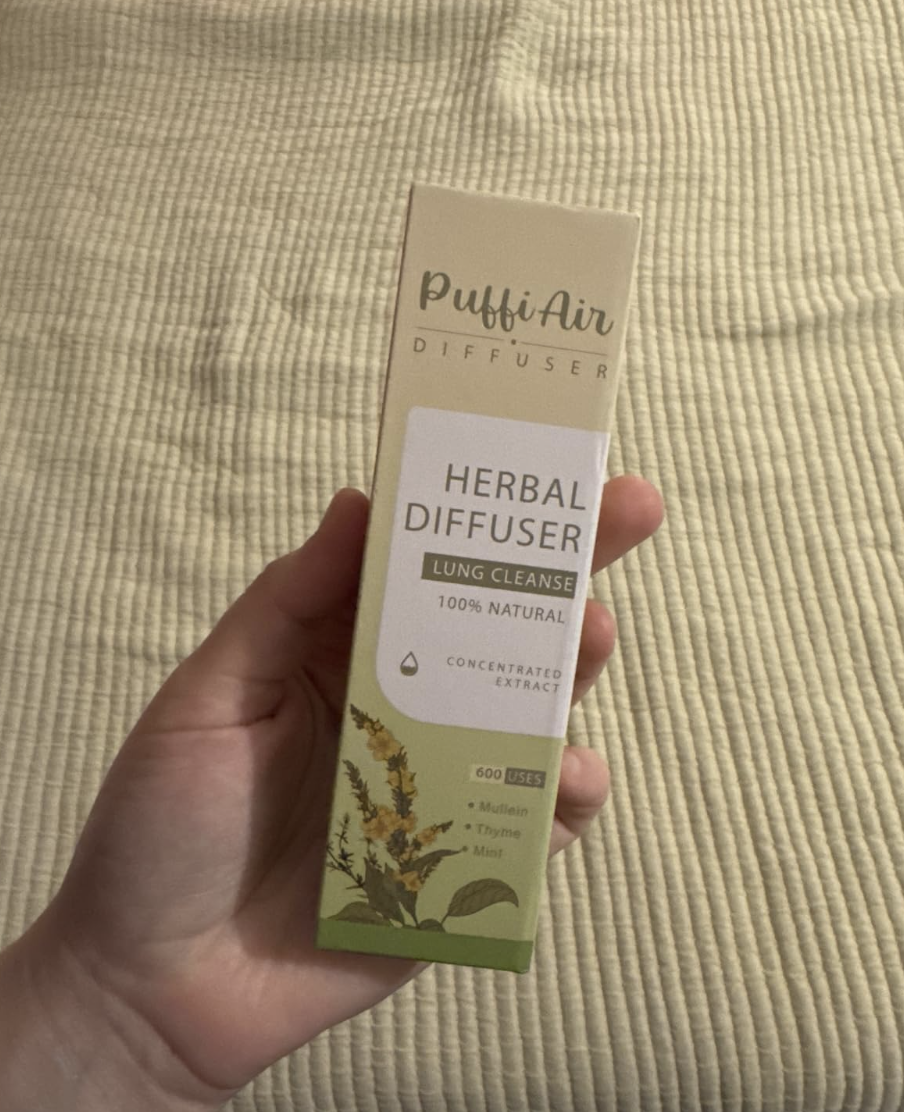 Puffi Air
DIFFUSER
HERBAL
DIFFUSER
LUNG CLEANSE
100% NATURAL
CONCENTRATED
EXTRACT
600 USES
• Mullein
• Thyme
• Mint